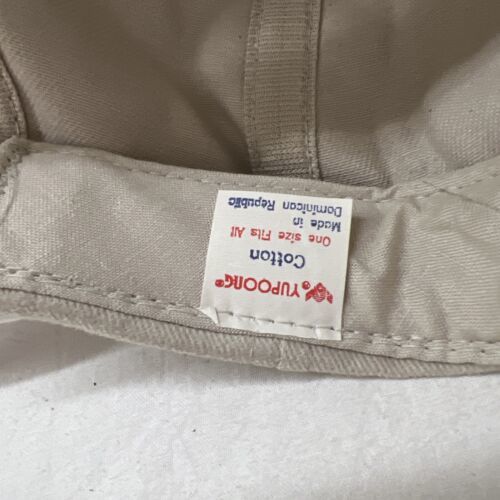 YUPOONG®
Cotton
One size Fits All
Made in
Dominican Republic